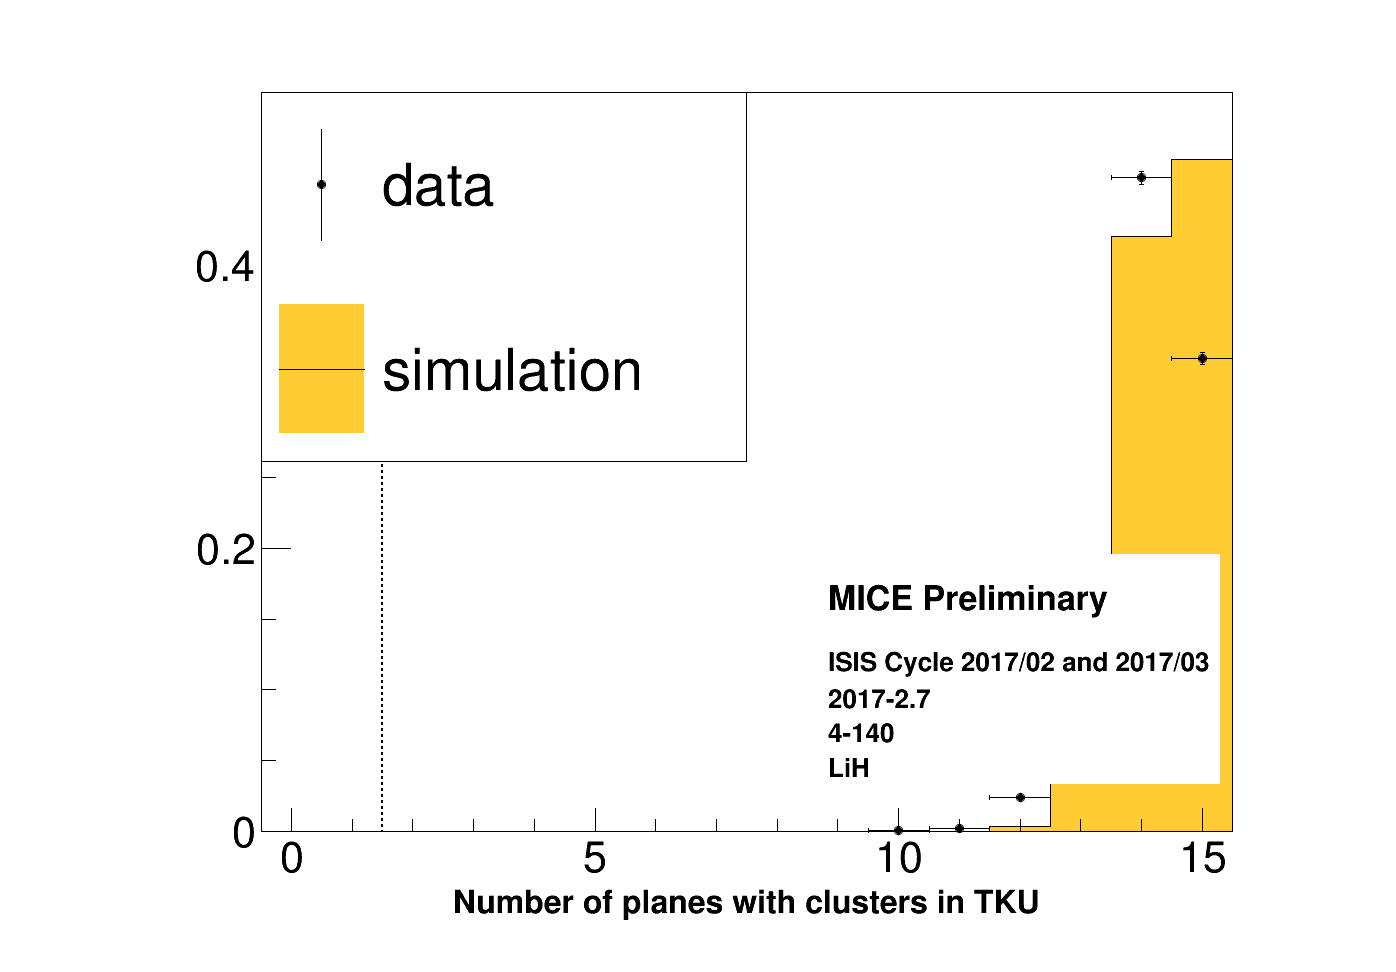 data
simulation
0.4
0.2
0
MICE Preliminary
ISIS Cycle 2017/02 and 2017/03
2017-2.7
4-140
LiH
0 5 10 15
Number of planes with clusters in TKU